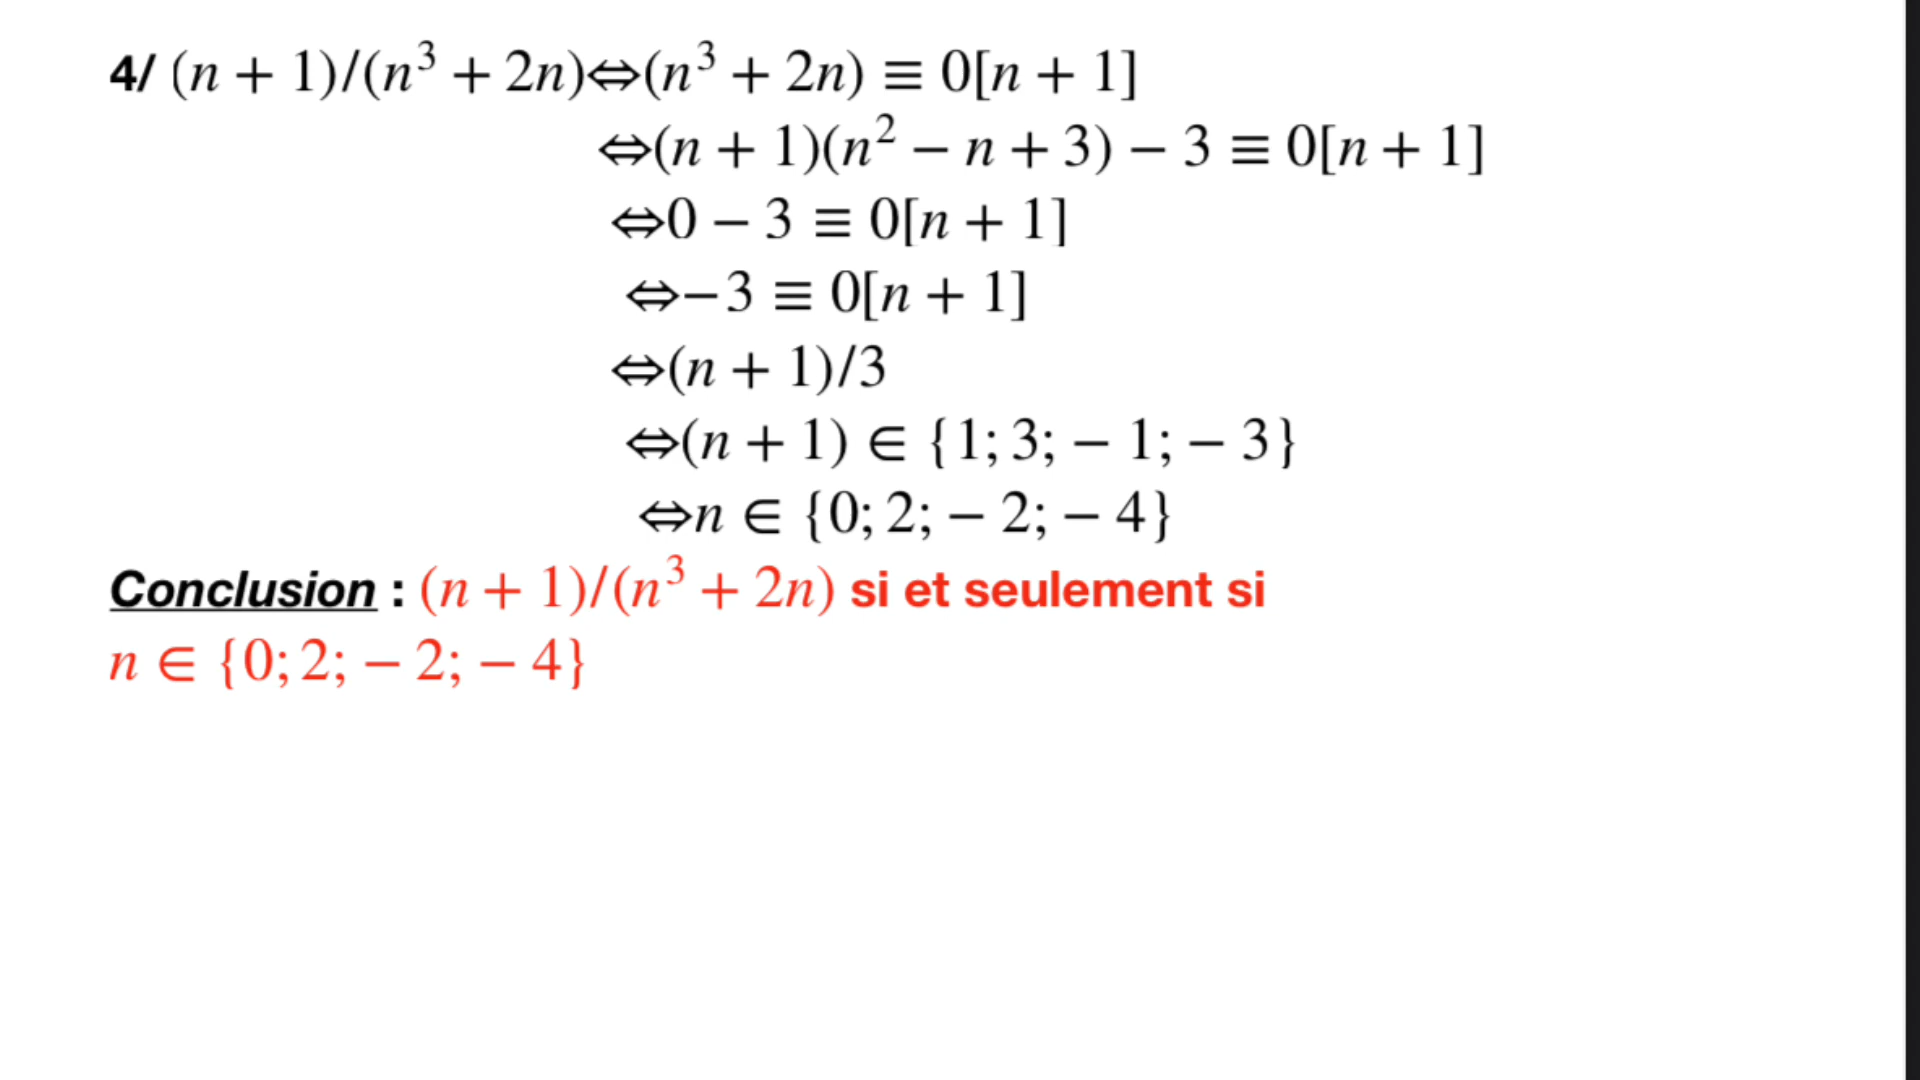 4/ (n + 1)/(n³ + 2n)⇔(n³ + 2n) ≡ 0[n + 1]
⇔(n + 1)(n² − n + 3) − 3 ≡ 0[n + 1]
⇔0 − 3 ≡ 0[n + 1]
⇔−3 ≡ 0[n + 1]
⇔(n + 1)/3
⇔(n + 1) ∈ {1; 3; − 1; − 3}
⇔n ∈ {0; 2; − 2; − 4}
Conclusion : (n + 1)/(n³ + 2n) si et seulement si
n ∈ {0; 2; − 2; − 4}